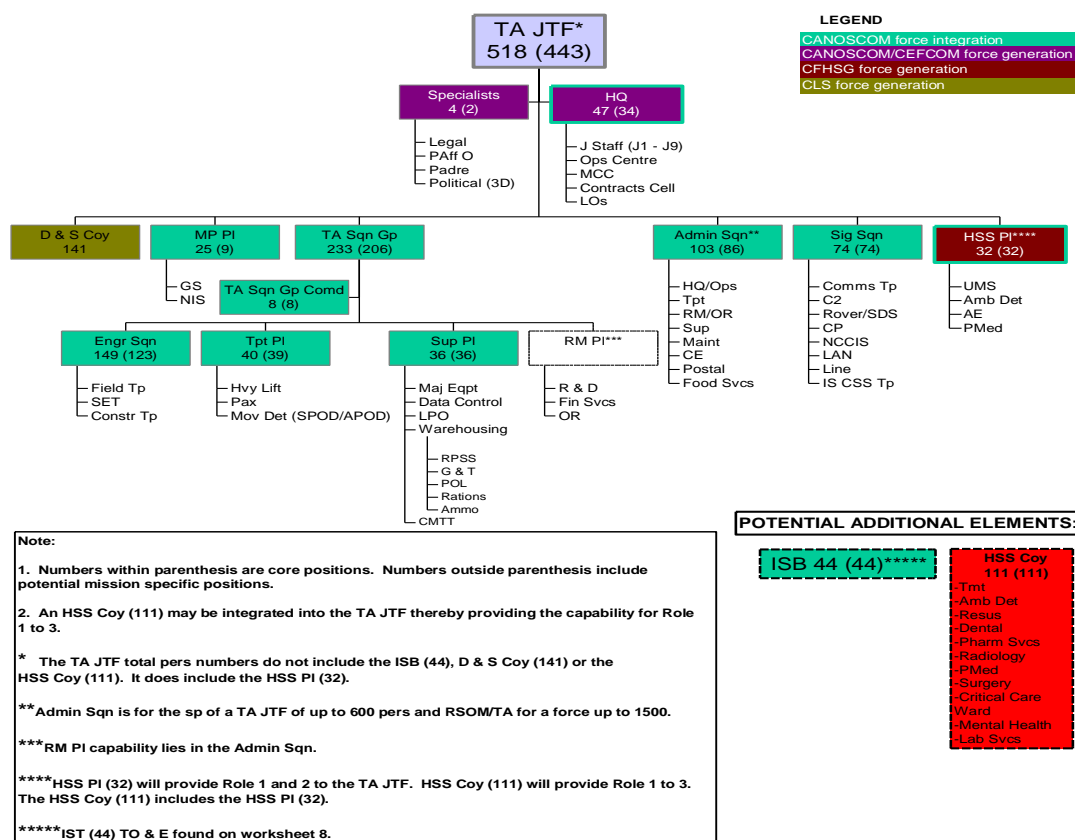 TA JTF*
518 (443)
LEGEND
CANOSCOM force integration
CANOSCOM/CEFCOM force generation
CFHSG force generation
CLS force generation
Specialists
4 (2)
Legal
PAff O
Padre
Political (3D)
HQ
47 (34)
J Staff (J1 - J9)
Ops Centre
MCC
Contracts Cell
LOs
D & S Coy
141
MP Pl
25 (9)
GS
NIS
TA Sqn Gp
233 (206)
TA Sqn Gp Comd
8 (8)
Admin Sqn**
103 (86)
HQ/Ops
Tpt
RM/OR
Sup
Maint
CE
Postal
Food Svcs
Sig Sqn
74 (74)
Comms Tp
C2
Rover/SDS
CP
NCCIS
LAN
Line
IS CSS Tp
HSS Pl****
32 (32)
UMS
Amb Det
AE
PMed
Engr Sqn
149 (123)
Field Tp
SET
Constr Tp
Tpt Pl
40 (39)
Hvy Lift
Pax
Mov Det (SPOD/APOD)
Sup Pl
36 (36)
Maj Eqpt
Data Control
LPO
Warehousing
RPSS
G & T
POL
Rations
Ammo
CMTT
RM Pl***
R & D
Fin Svcs
OR
Note:
1. Numbers within parenthesis are core positions. Numbers outside parenthesis include
potential mission specific positions.
2. An HSS Coy (111) may be integrated into the TA JTF thereby providing the capability for Role
1 to 3.
* The TA JTF total pers numbers do not include the ISB (44), D & S Coy (141) or the
HSS Coy (111). It does include the HSS Pl (32).
**Admin Sqn is for the sp of a TA JTF of up to 600 pers and RSOM/TA for a force up to 1500.
***RM Pl capability lies in the Admin Sqn.
****HSS Pl (32) will provide Role 1 and 2 to the TA JTF. HSS Coy (111) will provide Role 1 to 3.
The HSS Coy (111) includes the HSS Pl (32).
*****IST (44) TO & E found on worksheet 8.
POTENTIAL ADDITIONAL ELEMENTS:
ISB 44 (44)*****
HSS Coy
111 (111)
-Tmt
-Amb Det
-Resus
-Dental
-Pharm Svcs
-Radiology
-PMed
-Surgery
-Critical Care
Ward
-Mental Health
-Lab Svcs